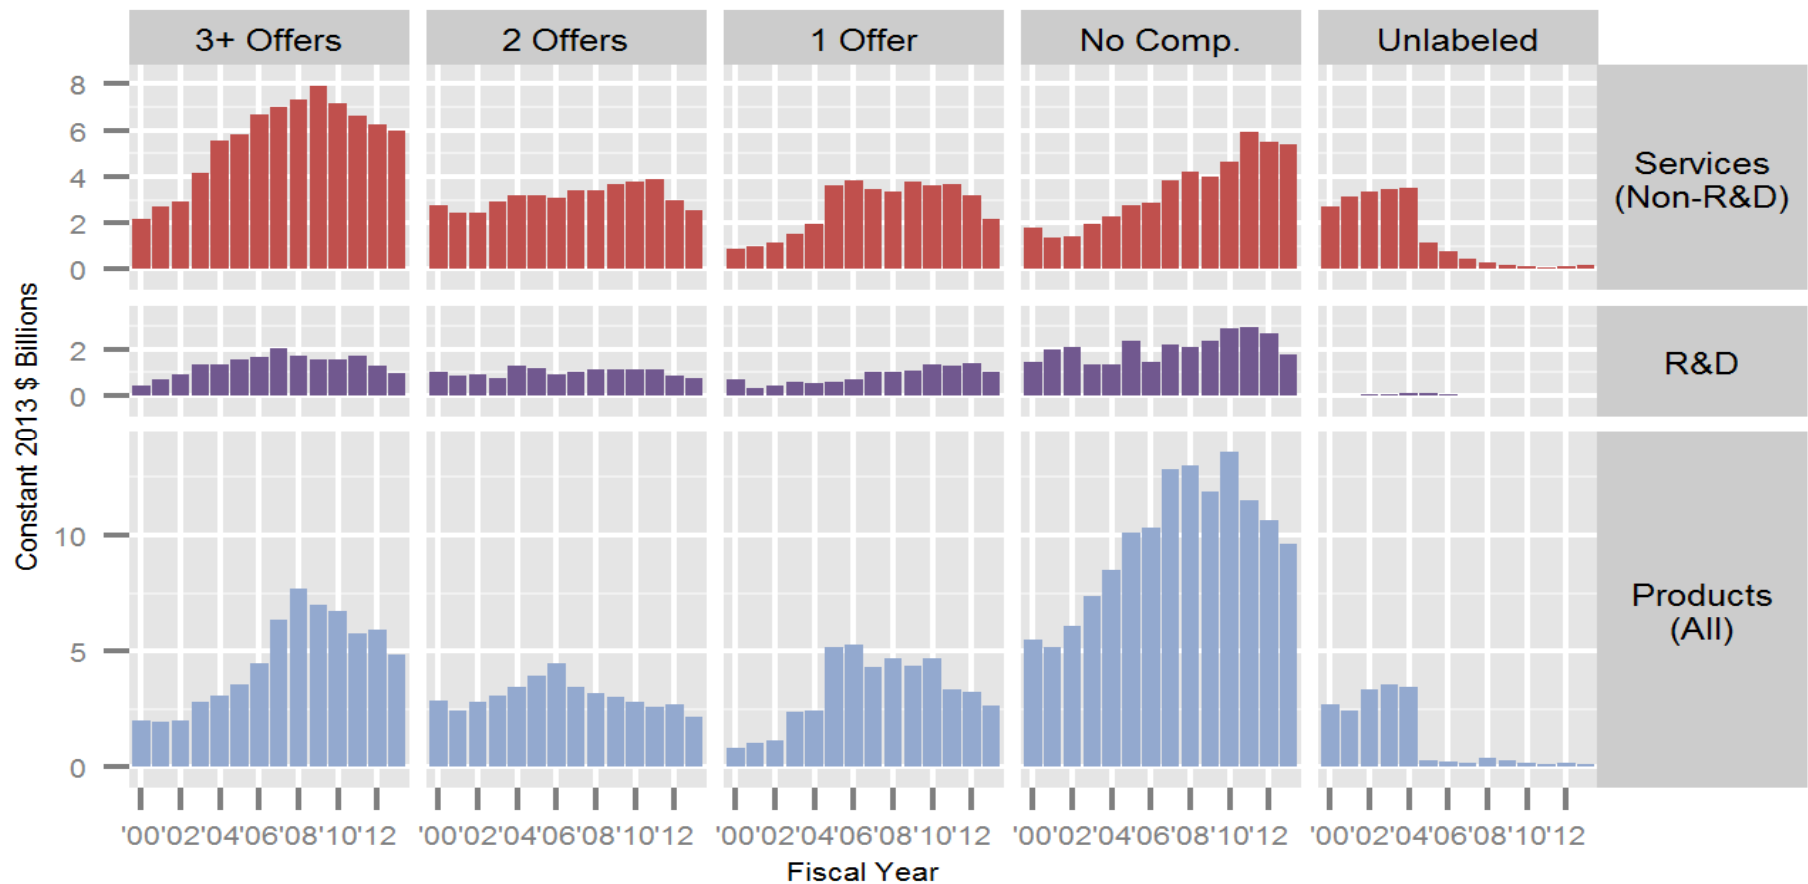 3+ Offers 2 Offers 1 Offer No Comp. Unlabeled
8
6
4
2
0
Services
(Non-R&D)
2
0
R&D
10
5
0
Products
(All)
Constant 2013 $ Billions
'00'02'04'06'08'10'12 '00'02 '04'06'08'10'12 '00'02'04'06'08'10'12 '00'02'04'06'08'10'12 '00'02'04'06'08'10'12
Fiscal Year